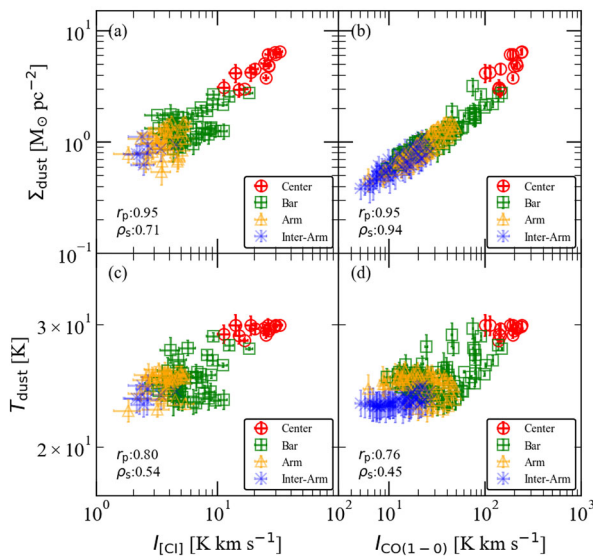 (a)
(b)
10¹
10⁰
10⁻¹
Σdust [M⊙ pc⁻²]
rp:0.95
ρs:0.71
Center
Bar
Arm
Inter-Arm
rp:0.95
ρs:0.94
Center
Bar
Arm
Inter-Arm
(c)
(d)
3 × 10¹
2 × 10¹
Tdust [K]
rp:0.80
ρs:0.54
Center
Bar
Arm
Inter-Arm
rp:0.76
ρs:0.45
Center
Bar
Arm
Inter-Arm
10⁰ 10¹ 10² 10¹ 10² 10³
I[CI] [K km s⁻¹]
ICO(1−0) [K km s⁻¹]